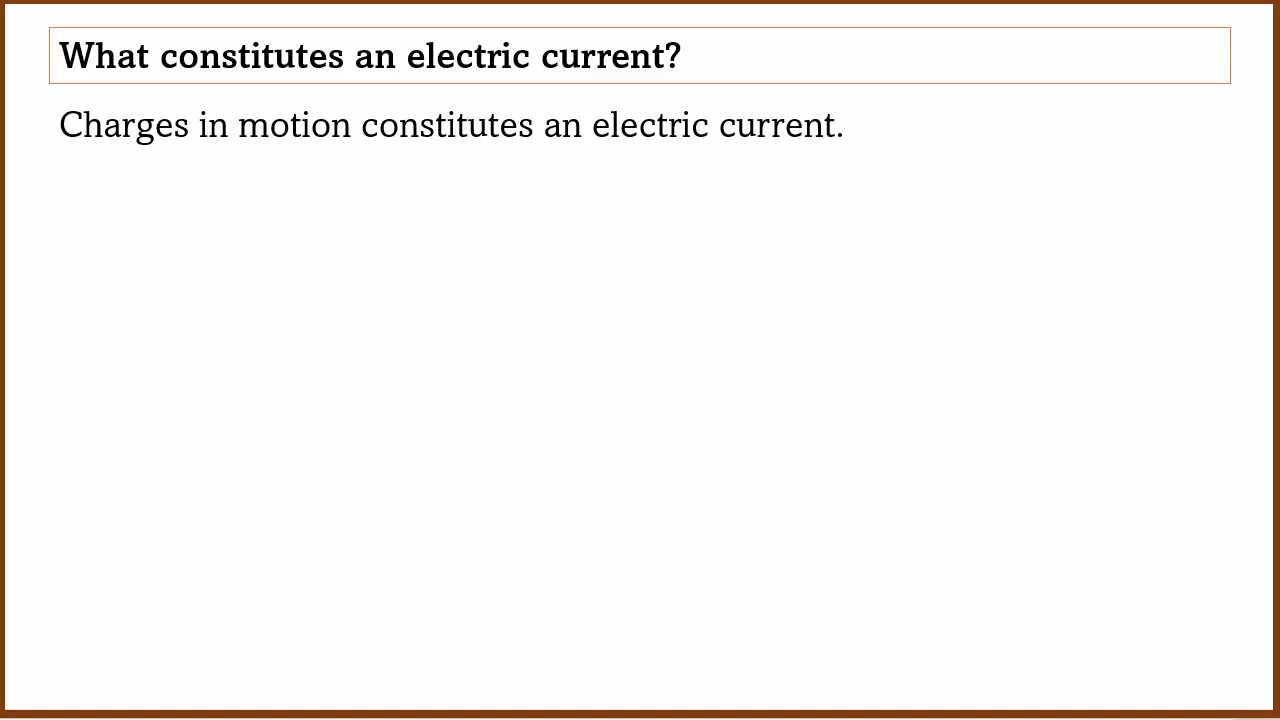 What constitutes an electric current?
Charges in motion constitutes an electric current.